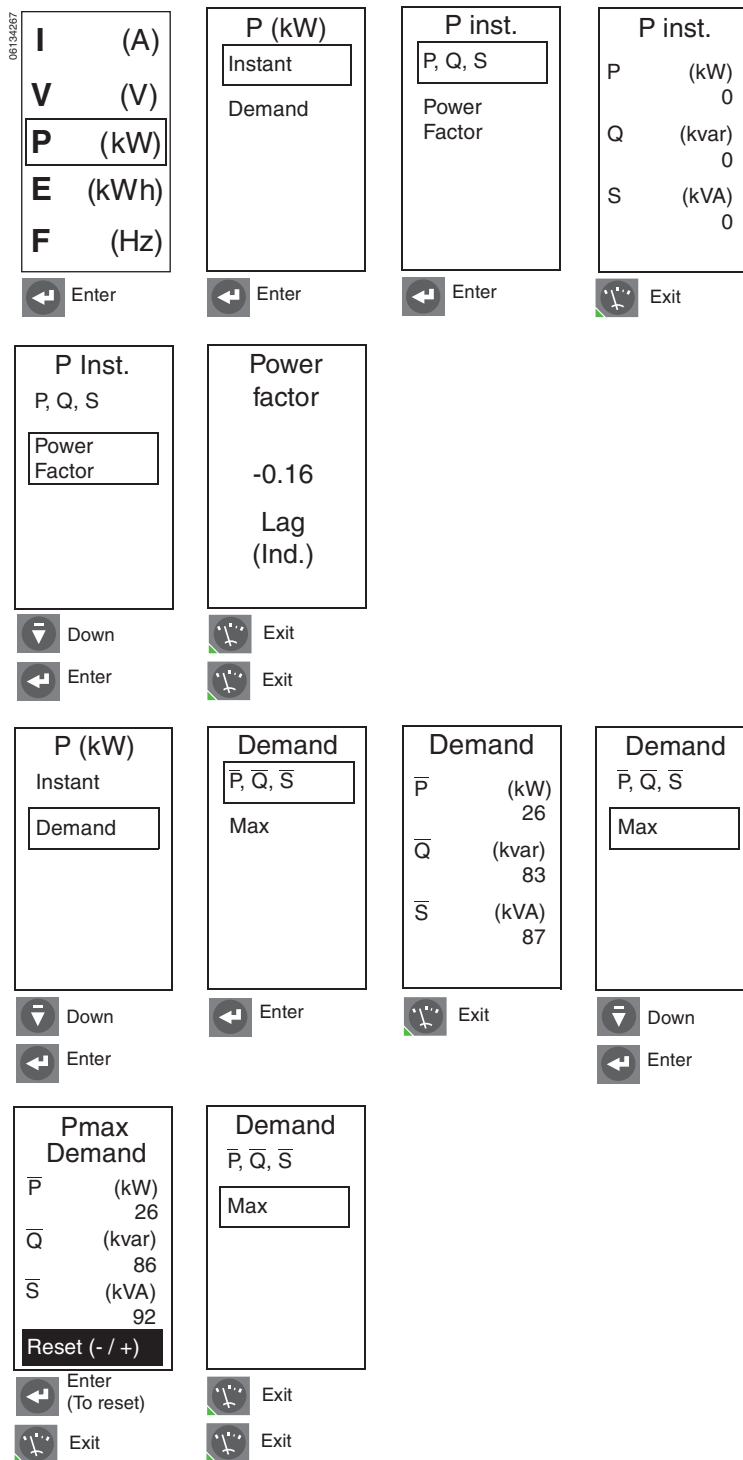 06134267
I (A)
V (V)
P (kW)
E (kWh)
F (Hz)
Enter
P (kW)
Instant
Demand
Enter
P inst.
P, Q, S
Power
Factor
Enter
P inst.
P (kW)
0
Q (kvar)
0
S (kVA)
0
Exit
P Inst.
P, Q, S
Power
Factor
Down
Enter
Power
factor
-0.16
Lag
(Ind.)
Exit
Exit
P (kW)
Instant
Demand
Down
Enter
Demand
P̅, Q̅, S̅
Max
Enter
Demand
P̅ (kW)
26
Q̅ (kvar)
83
S̅ (kVA)
87
Exit
Demand
P̅, Q̅, S̅
Max
Down
Enter
Pmax
Demand
P̅ (kW)
26
Q̅ (kvar)
86
S̅ (kVA)
92
Reset (- / +)
Enter
(To reset)
Exit
Demand
P̅, Q̅, S̅
Max
Exit
Exit